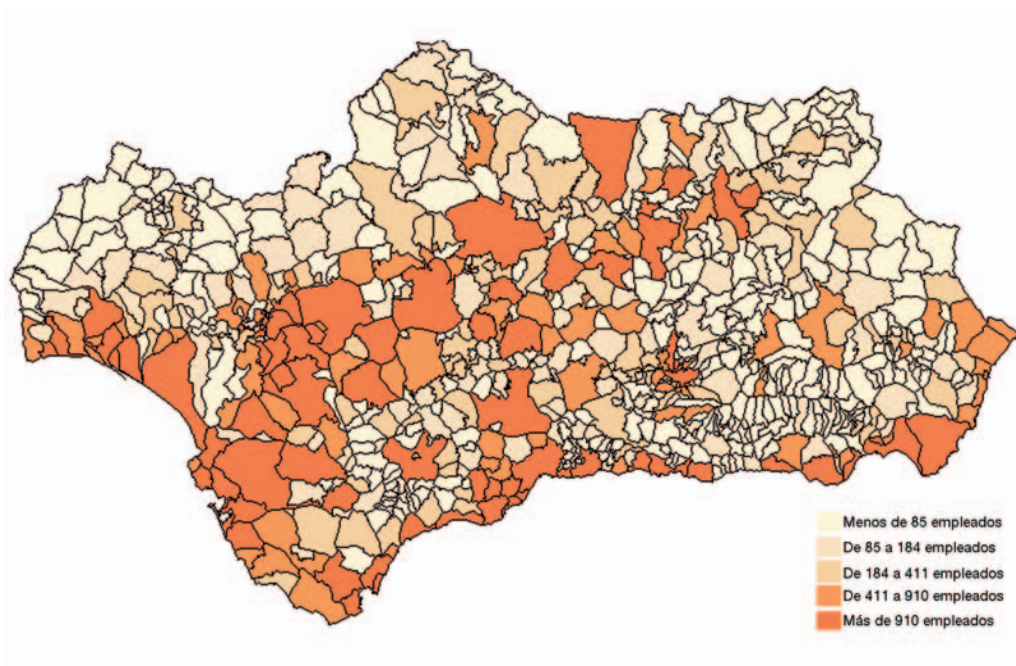 Menos de 85 empleados
De 85 a 184 empleados
De 184 a 411 empleados
De 411 a 910 empleados
Más de 910 empleados